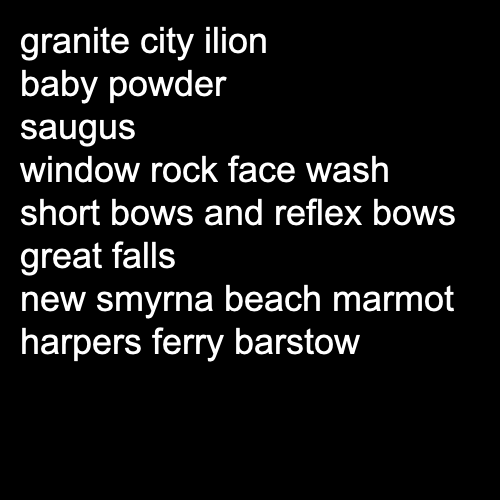 granite city ilion
baby powder
saugus
window rock face wash
short bows and reflex bows
great falls
new smyrna beach marmot
harpers ferry barstow